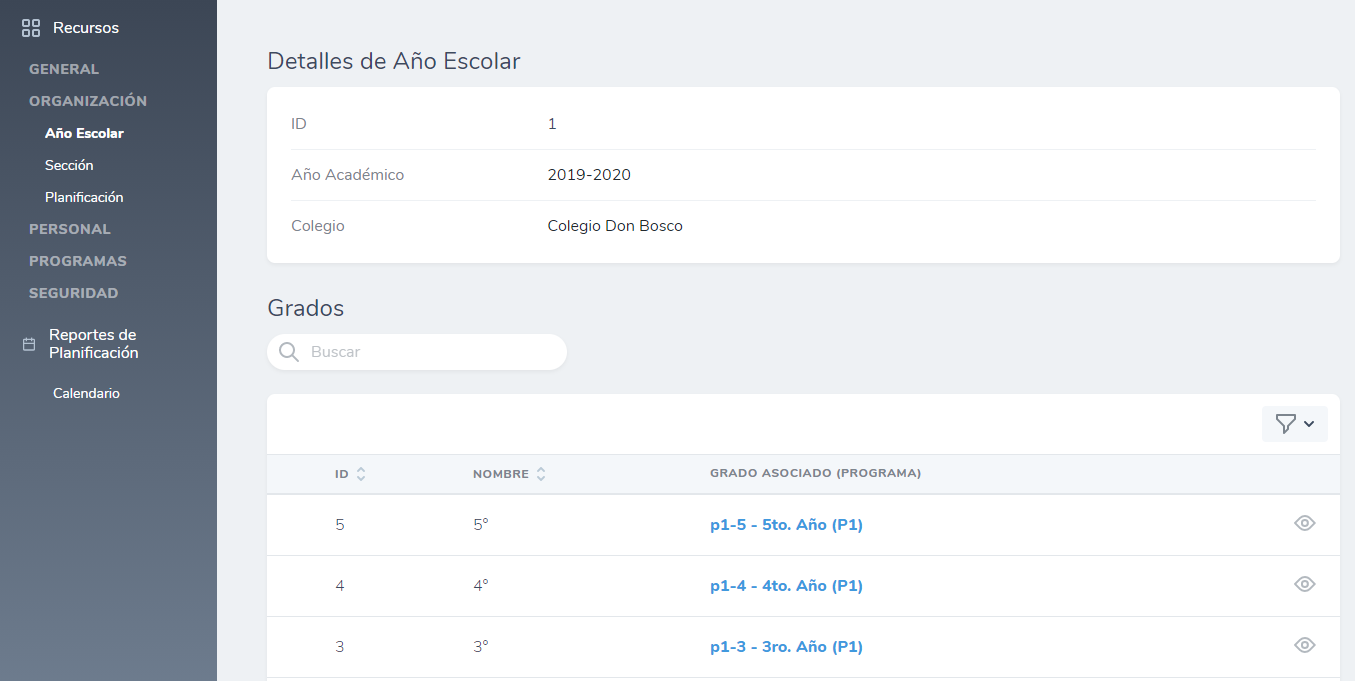 Recursos
GENERAL
ORGANIZACIÓN
Año Escolar
Sección
Planificación
PERSONAL
PROGRAMAS
SEGURIDAD
Reportes de
Planificación
Calendario
Detalles de Año Escolar
ID 1
Año Académico 2019-2020
Colegio Colegio Don Bosco
Grados
Buscar
ID NOMBRE GRADO ASOCIADO (PROGRAMA)
5 5° p1-5 - 5to. Año (P1)
4 4° p1-4 - 4to. Año (P1)
3 3° p1-3 - 3ro. Año (P1)